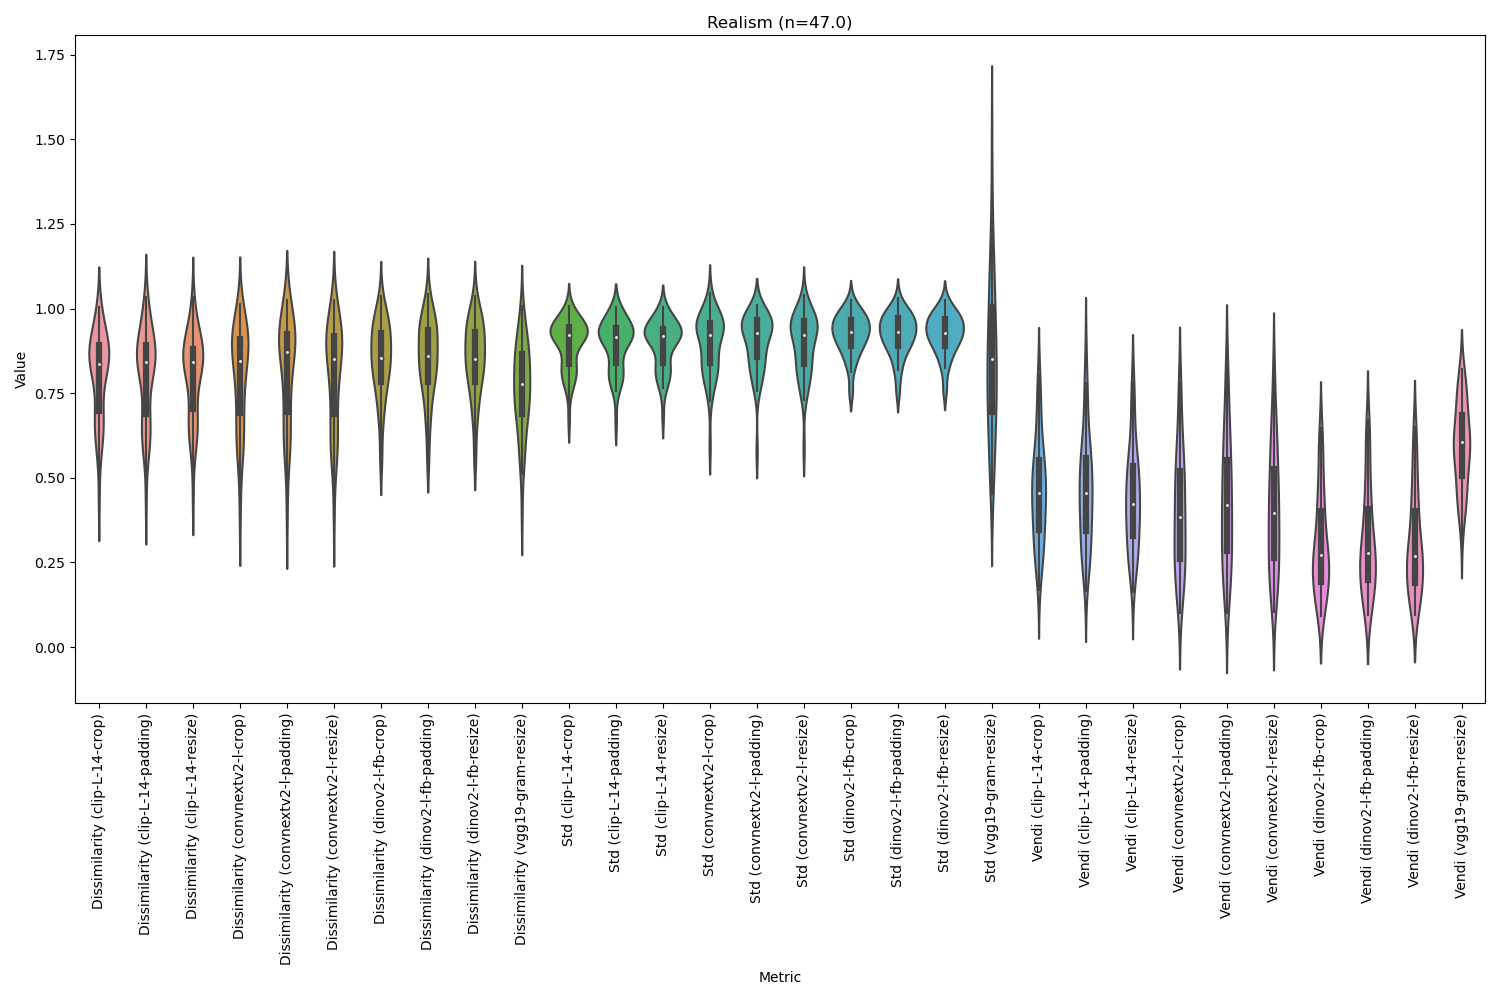 Realism (n=47.0)
Value
1.75
1.50
1.25
1.00
0.75
0.50
0.25
0.00
Dissimilarity (clip-L-14-crop)
Dissimilarity (clip-L-14-padding)
Dissimilarity (clip-L-14-resize)
Dissimilarity (convnextv2-l-crop)
Dissimilarity (convnextv2-l-padding)
Dissimilarity (convnextv2-l-resize)
Dissimilarity (dinov2-l-fb-crop)
Dissimilarity (dinov2-l-fb-padding)
Dissimilarity (dinov2-l-fb-resize)
Dissimilarity (vgg19-gram-resize)
Std (clip-L-14-crop)
Std (clip-L-14-padding)
Std (clip-L-14-resize)
Std (convnextv2-l-crop)
Std (convnextv2-l-padding)
Std (convnextv2-l-resize)
Std (dinov2-l-fb-crop)
Std (dinov2-l-fb-padding)
Std (dinov2-l-fb-resize)
Std (vgg19-gram-resize)
Vendi (clip-L-14-crop)
Vendi (clip-L-14-padding)
Vendi (clip-L-14-resize)
Vendi (convnextv2-l-crop)
Vendi (convnextv2-l-padding)
Vendi (convnextv2-l-resize)
Vendi (dinov2-l-fb-crop)
Vendi (dinov2-l-fb-padding)
Vendi (dinov2-l-fb-resize)
Vendi (vgg19-gram-resize)
Metric